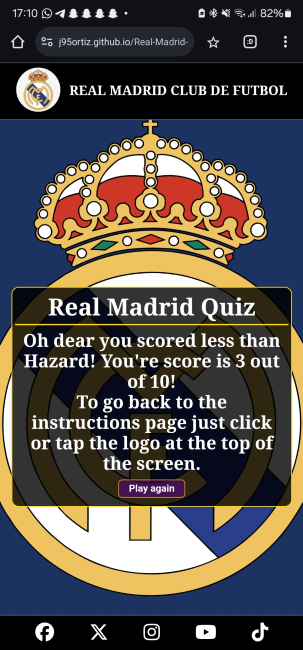 17:10
82%
j95ortiz.github.io/Real-Madrid-
REAL MADRID CLUB DE FUTBOL
Real Madrid Quiz
Oh dear you scored less than
Hazard! You're score is 3 out
of 10!
To go back to the
instructions page just click
or tap the logo at the top of
the screen.
Play again